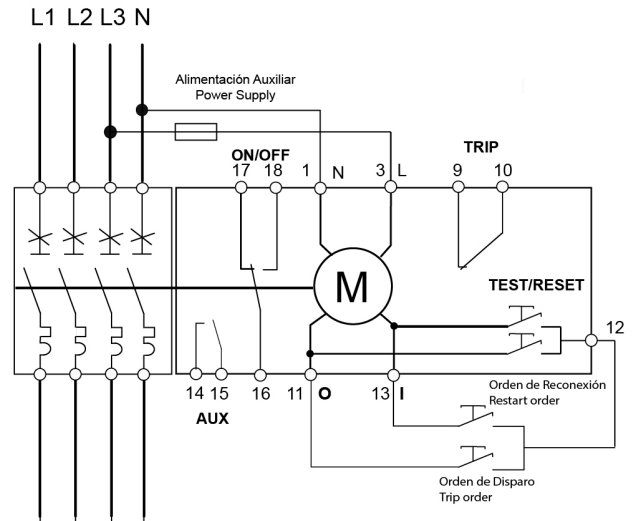 L1 L2 L3 N
Alimentación Auxiliar
Power Supply
ON/OFF
TRIP
17 18 1 N 3 L 9 10
M
TEST/RESET
12
14 15 16 11 O 13 I
AUX
Orden de Reconexión
Restart order
Orden de Disparo
Trip order